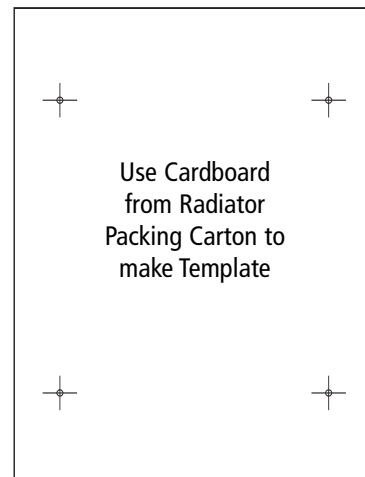 Use Cardboard
from Radiator
Packing Carton to
make Template